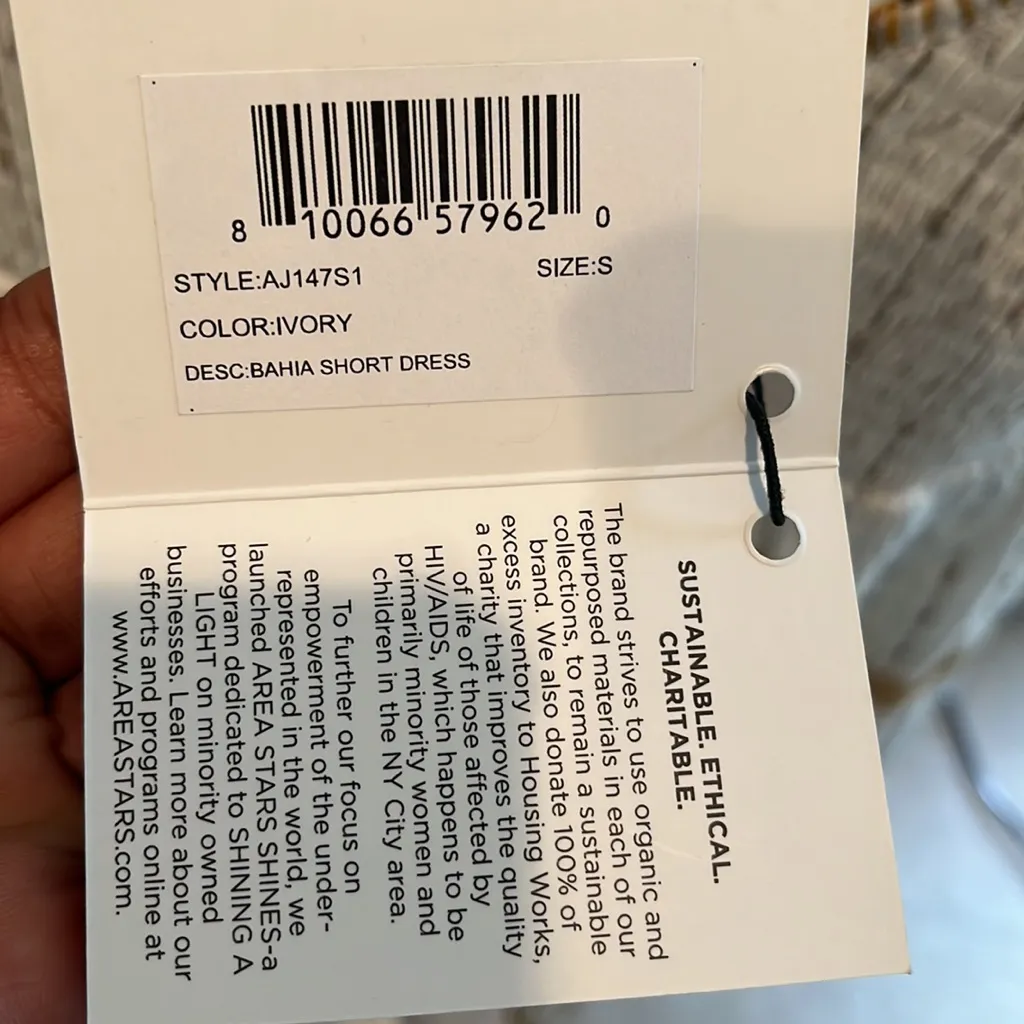 8 10066 57962 0
STYLE:AJ147S1 SIZE:S
COLOR:IVORY
DESC:BAHIA SHORT DRESS
SUSTAINABLE. ETHICAL.
CHARITABLE.
The brand strives to use organic and
repurposed materials in each of our
collections, to remain a sustainable
brand. We also donate 100% of
excess inventory to Housing Works,
a charity that improves the quality
of life of those affected by
HIV/AIDS, which happens to be
primarily minority women and
children in the NY City area.
To further our focus on
empowerment of the under-
represented in the world, we
launched AREA STARS SHINES-a
program dedicated to SHINING A
LIGHT on minority owned
businesses. Learn more about our
efforts and programs online at
www.AREASTARS.com.